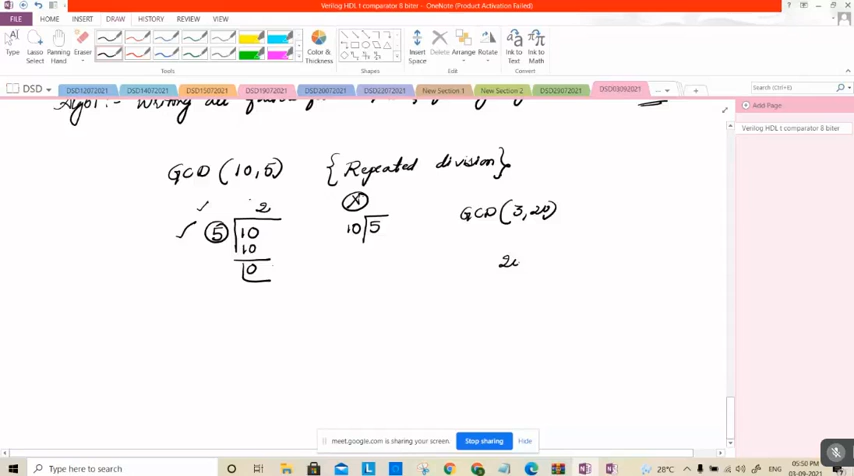 Verilog HDL t comparator 8 biter - OneNote (Product Activation Failed)
FILE HOME INSERT DRAW HISTORY REVIEW VIEW
Type Lasso Select Panning Hand Eraser Insert Space Delete Arrange Rotate Color & Thickness Ink to Text Ink to Math
Tools Shapes Edit Convert
DSD DSD12072021 DSD14072021 DSD15072021 DSD19072021 DSD20072021 DSD22072021 New Section 1 New Section 2 DSD23072021 DSD03092021 ... + Search (Ctrl+E)
Add Page
Verilog HDL t comparator 8 biter
Algo1:- Writing all
GCD (10,5) {Repeated division}
2
5 10
10
0
X
10 5
GCD (3,20)
meet.google.com is sharing your screen. Stop sharing Hide
Type here to search L 28°C ENG 05:50 PM
03-09-2021